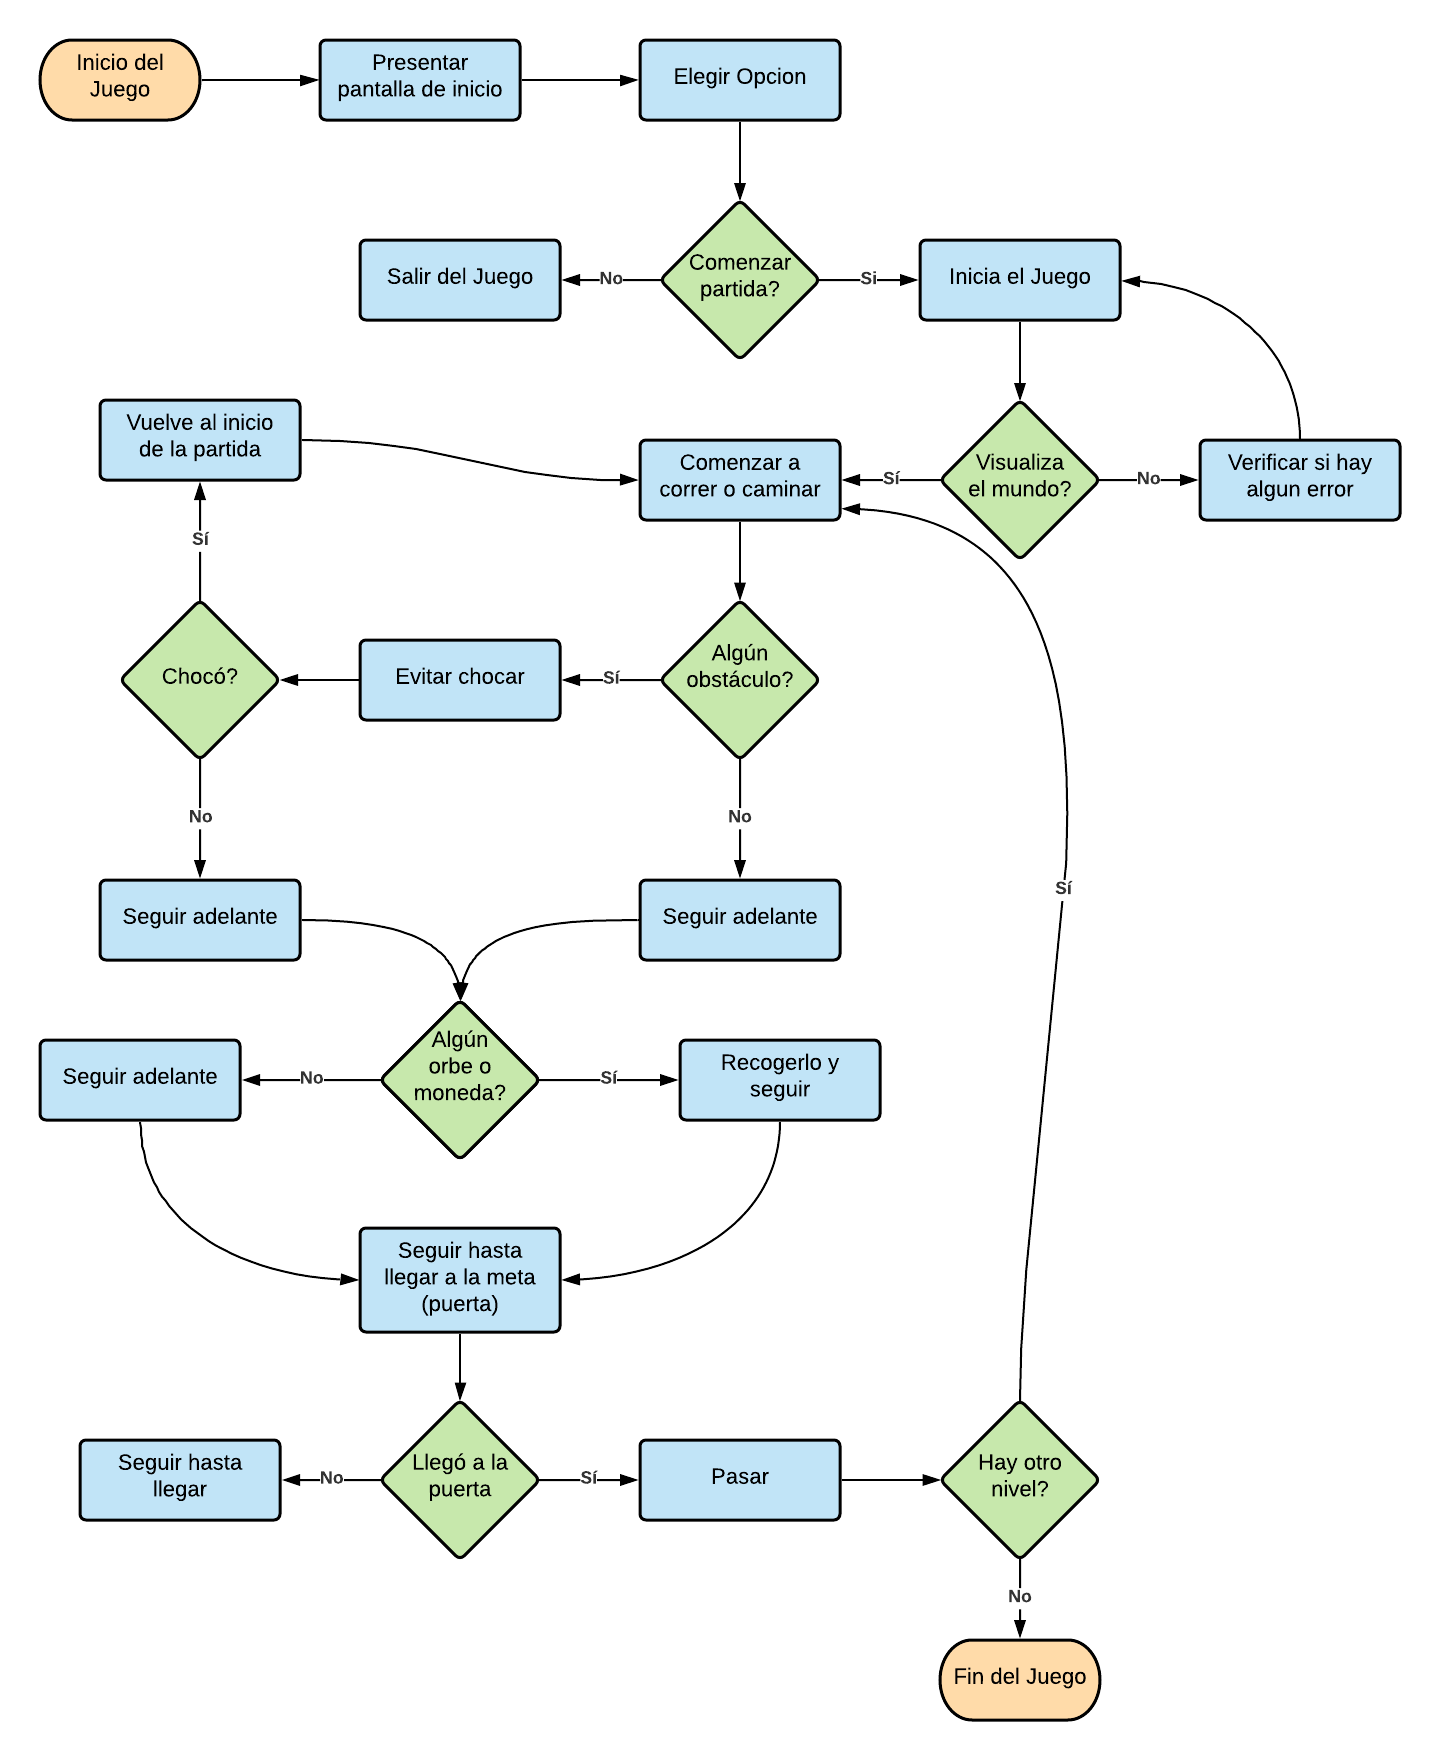 Inicio del
Juego
Presentar
pantalla de inicio
Elegir Opcion
Salir del Juego
No
Comenzar
partida?
Si
Inicia el Juego
Vuelve al inicio
de la partida
Comenzar a
correr o caminar
Sí
Visualiza
el mundo?
No
Verificar si hay
algun error
Sí
Chocó?
Evitar chocar
Sí
Algún
obstáculo?
No
No
Sí
Seguir adelante
Seguir adelante
Seguir adelante
No
Algún
orbe o
moneda?
Sí
Recogerlo y
seguir
Seguir hasta
llegar a la meta
(puerta)
Seguir hasta
llegar
No
Llegó a la
puerta
Sí
Pasar
Hay otro
nivel?
No
Fin del Juego